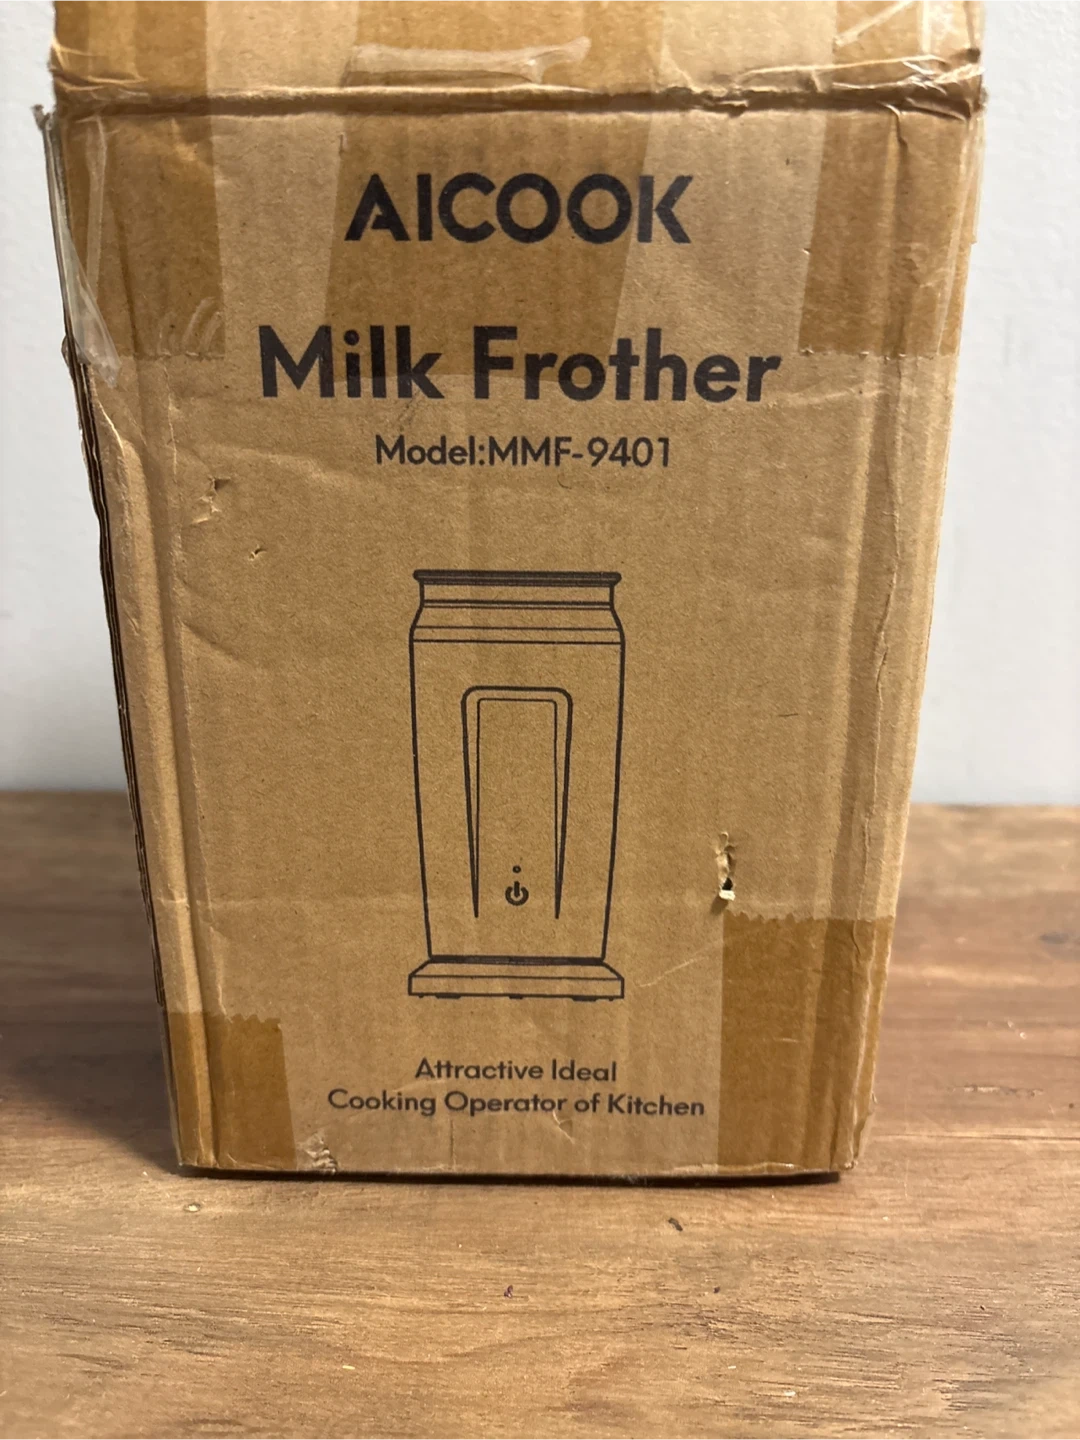 AICOOK
Milk Frother
Model:MMF-9401
Attractive Ideal
Cooking Operator of Kitchen